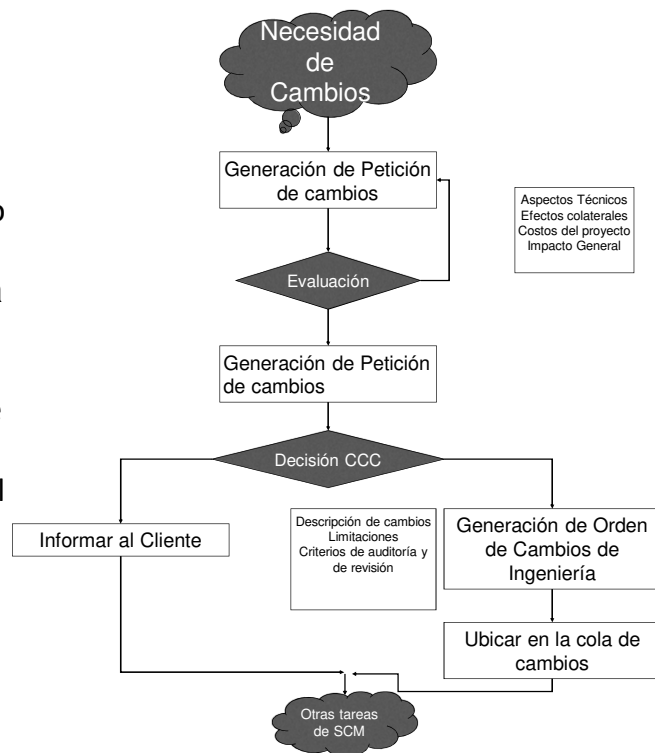 Necesidad
de
Cambios
Generación de Petición
de cambios
Aspectos Técnicos
Efectos colaterales
Costos del proyecto
Impacto General
Evaluación
Generación de Petición
de cambios
Decisión CCC
Informar al Cliente
Descripción de cambios
Limitaciones
Criterios de auditoría y
de revisión
Generación de Orden
de Cambios de
Ingeniería
Ubicar en la cola de
cambios
Otras tareas
de SCM